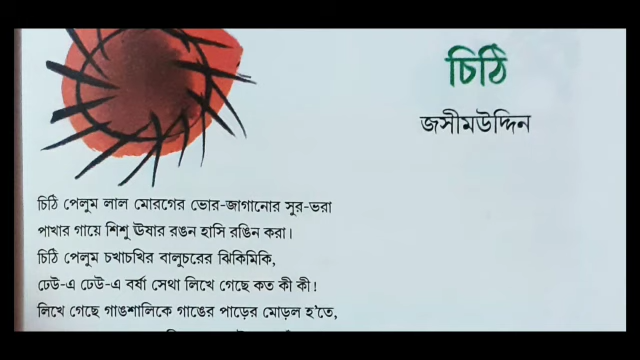 চিঠি
জসীমউদ্দিন
চিঠি পেলুম লাল মোরগের ভোর-জাগানোর সুর-ভরা
পাখার গায়ে শিশু ঊষার রঙন হাসি রঙিন করা।
চিঠি পেলুম চখাচখির বালুচরের ঝিকিমিকি,
ঢেউ-এ ঢেউ-এ বর্ষা সেথা লিখে গেছে কত কী কী!
লিখে গেছে গাঙশালিকে গাঙের পাড়ের মোড়ল হ'তে,